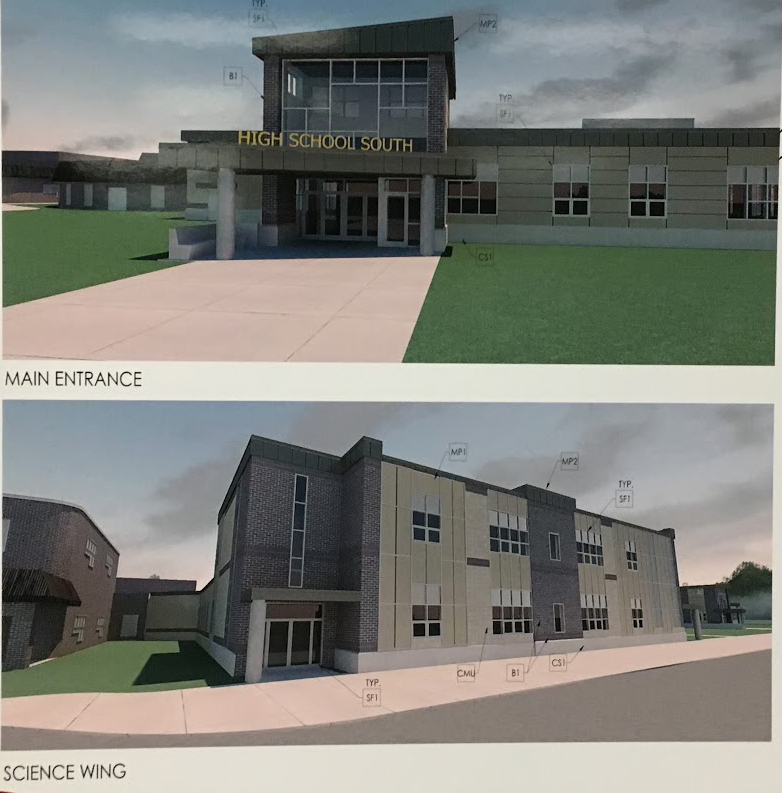 TYP.
SF1
MP2
B1
TYP.
SF1
HIGH SCHOOL SOUTH
CS1
MAIN ENTRANCE
MP1
MP2
TYP.
SF1
CMU
B1
CS1
TYP.
SF1
SCIENCE WING